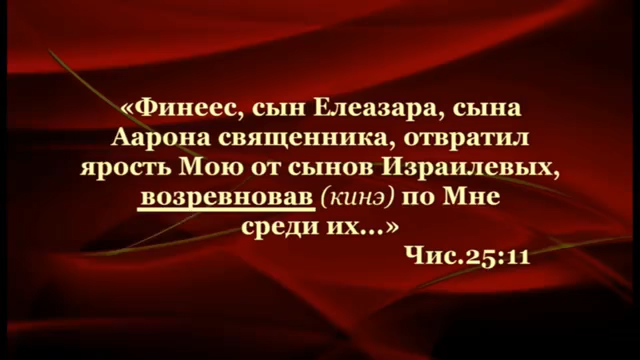 «Финеес, сын Елеазара, сына
Аарона священника, отвратил
ярость Мою от сынов Израилевых,
возревновав (кинэ) по Мне
среди их...»
Чис.25:11